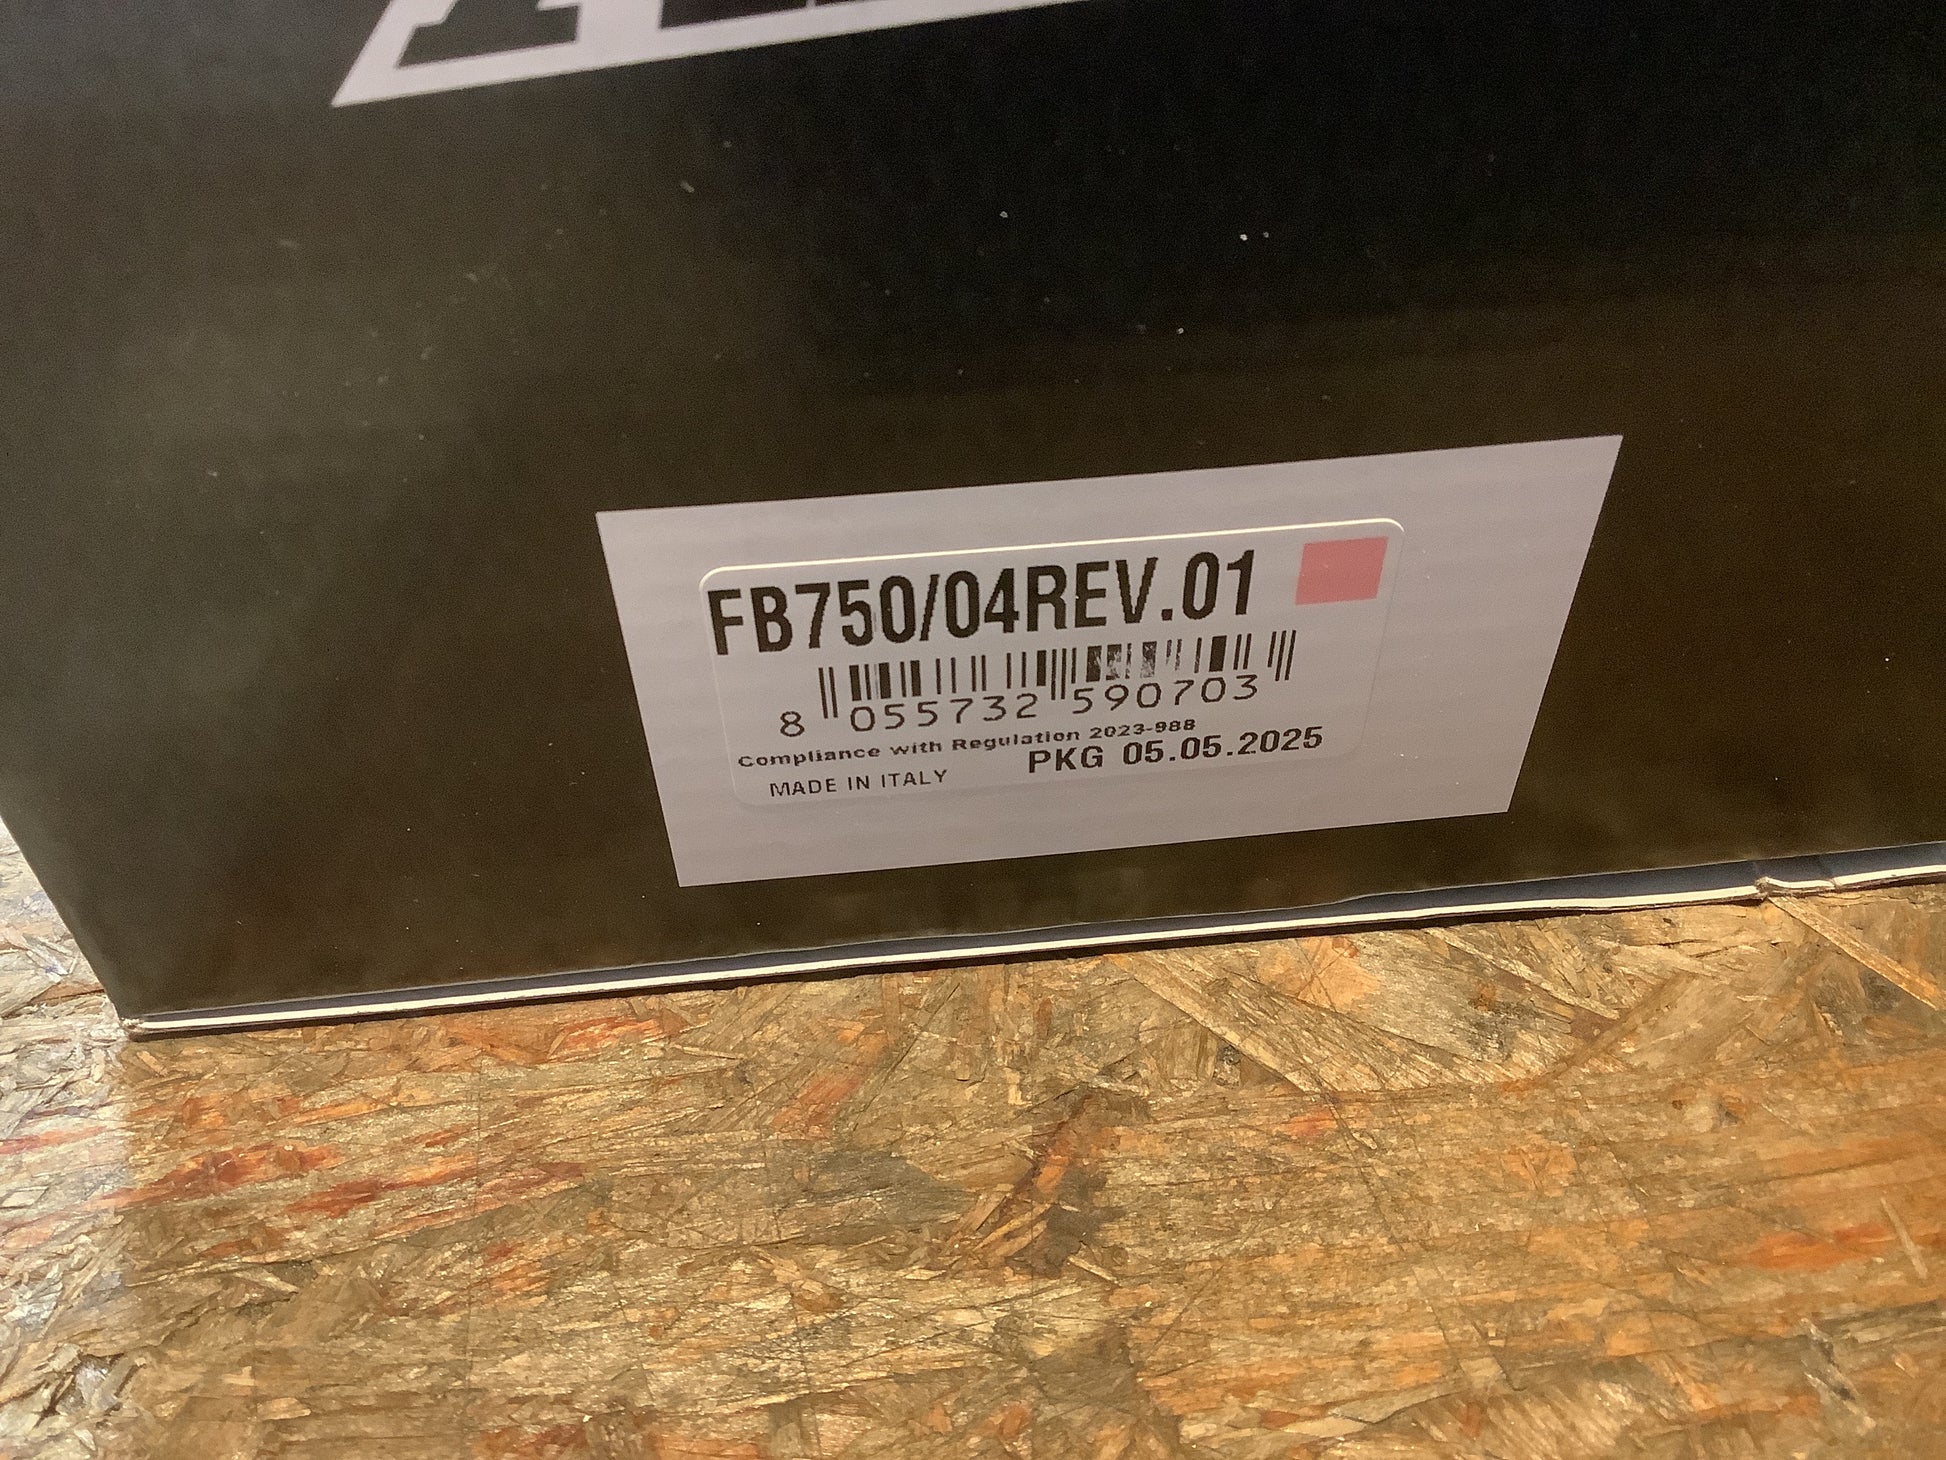 FB750/04REV.01
8 055732 590703
Compliance with Regulation 2023-988
PKG 05.05.2025
MADE IN ITALY